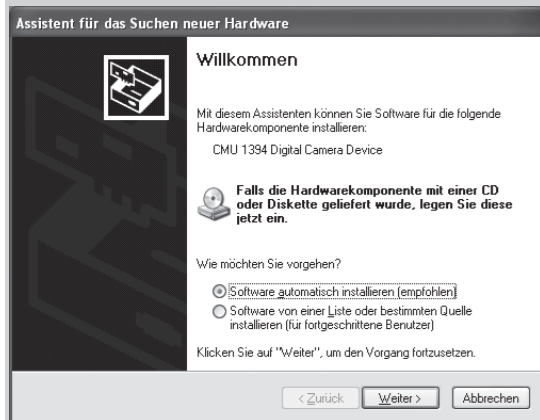 Assistent für das Suchen neuer Hardware
Willkommen
Mit diesem Assistenten können Sie Software für die folgende
Hardwarekomponente installieren:
CMU 1394 Digital Camera Device
Falls die Hardwarekomponente mit einer CD
oder Diskette geliefert wurde, legen Sie diese
jetzt ein.
Wie möchten Sie vorgehen?
Software automatisch installieren (empfohlen)
Software von einer Liste oder bestimmten Quelle
installieren (für fortgeschrittene Benutzer)
Klicken Sie auf "Weiter", um den Vorgang fortzusetzen.
< Zurück Weiter > Abbrechen